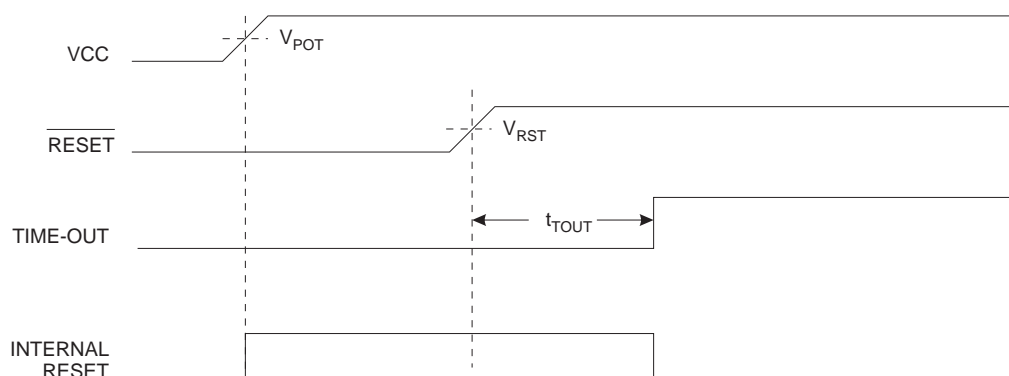 VCC
VPOT
RESET
VRST
TIME-OUT
tTOUT
INTERNAL
RESET